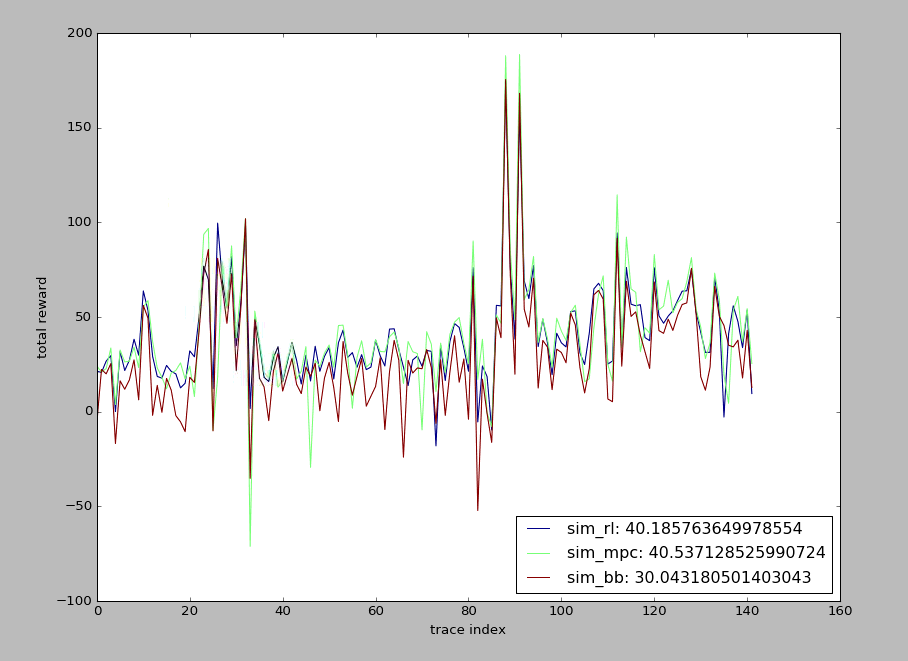 200
150
100
50
0
−50
−100
0 20 40 60 80 100 120 140 160
total reward
trace index
sim_rl: 40.185763649978554
sim_mpc: 40.537128525990724
sim_bb: 30.043180501403043